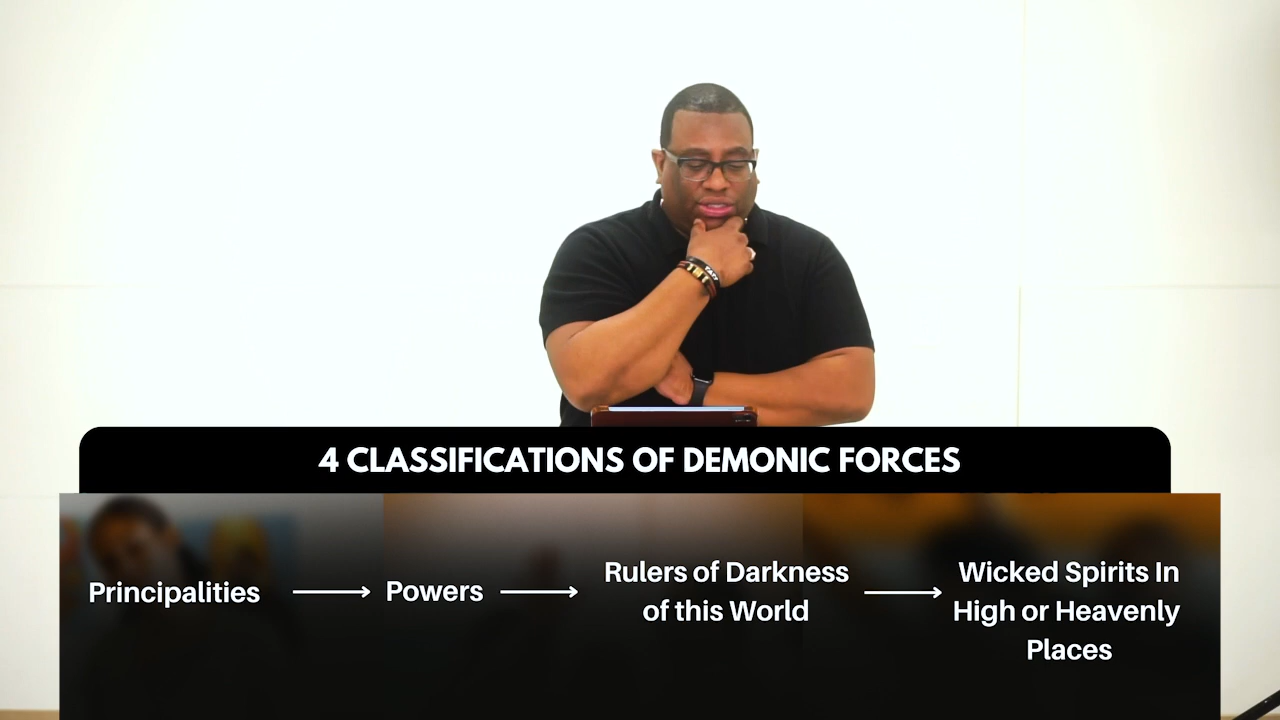 4 CLASSIFICATIONS OF DEMONIC FORCES
Principalities
Powers
Rulers of Darkness
of this World
Wicked Spirits In
High or Heavenly
Places